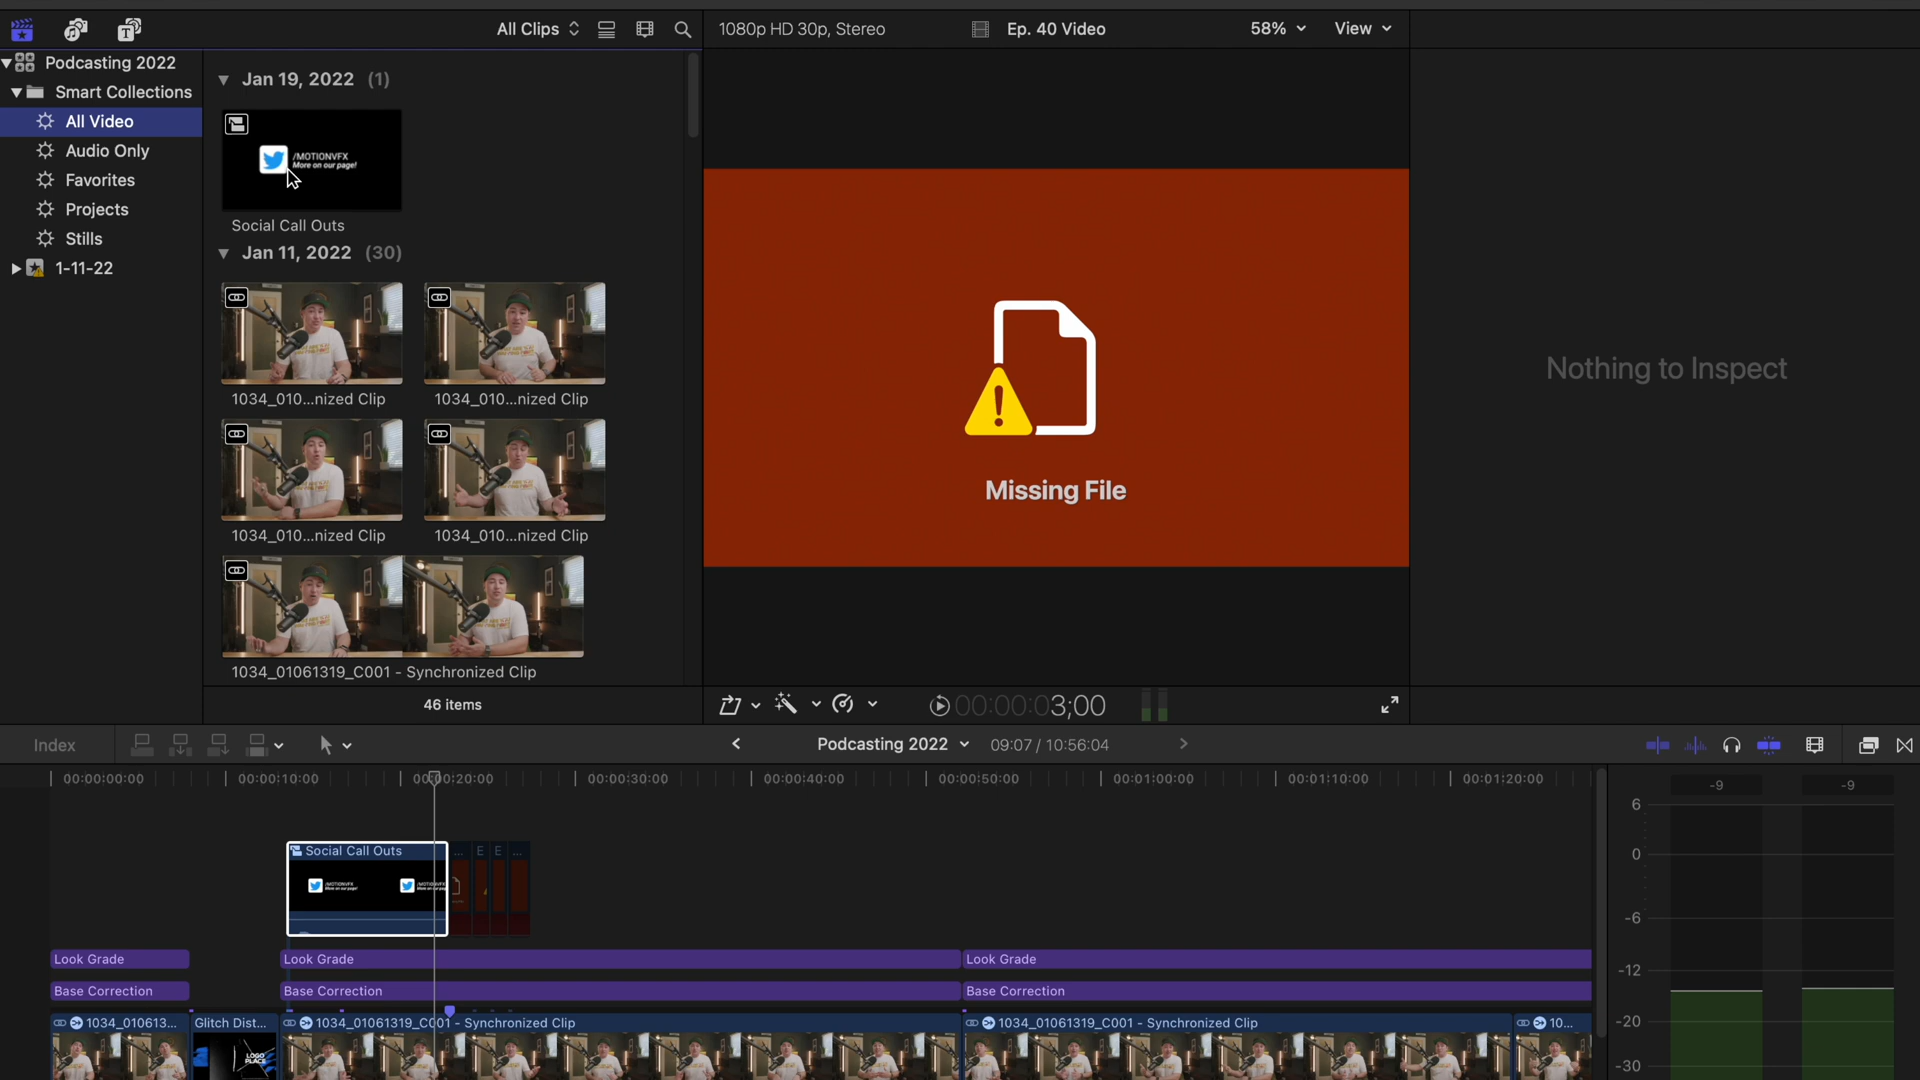 All Clips
1080p HD 30p, Stereo
Ep. 40 Video
58%
View
Podcasting 2022
Smart Collections
All Video
Audio Only
Favorites
Projects
Stills
1-11-22
Jan 19, 2022 (1)
/MOTIONVFX
More on our page!
Social Call Outs
Jan 11, 2022 (30)
1034_010...nized Clip
1034_010...nized Clip
1034_010...nized Clip
1034_010...nized Clip
1034_01061319_C001 - Synchronized Clip
46 items
Missing File
Nothing to Inspect
00:00:03;00
Index
Podcasting 2022
09:07 / 10:56:04
00:00:00:00
00:00:10:00
00:00:20:00
00:00:30:00
00:00:40:00
00:00:50:00
00:01:00:00
00:01:10:00
00:01:20:00
-9
-9
6
0
-6
-12
-20
-30
Social Call Outs
...
E
E
...
Look Grade
Look Grade
Look Grade
Base Correction
Base Correction
Base Correction
1034_010613...
Glitch Dist...
1034_01061319_C001 - Synchronized Clip
1034_01061319_C001 - Synchronized Clip
10...
LOGO
PLACE